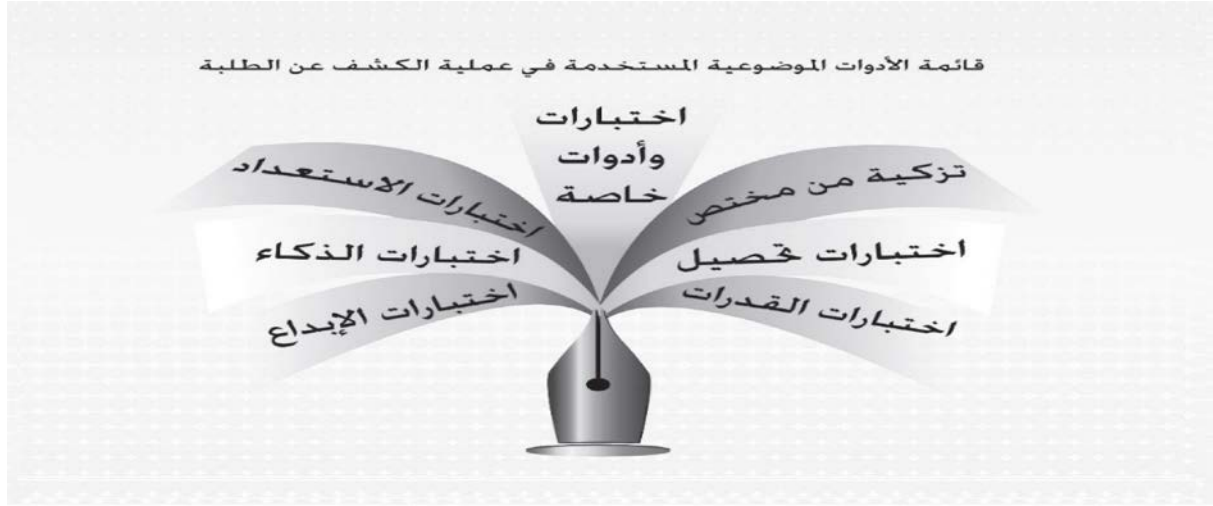 قائمة الأدوات الموضوعية المستخدمة في عملية الكشف عن الطلبة
اختبارات
وأدوات
خاصة
تزكية من مختص
اختبارات تحصيل
اختبارات القدرات
اختبارات الاستعداد
اختبارات الذكاء
اختبارات الإبداع